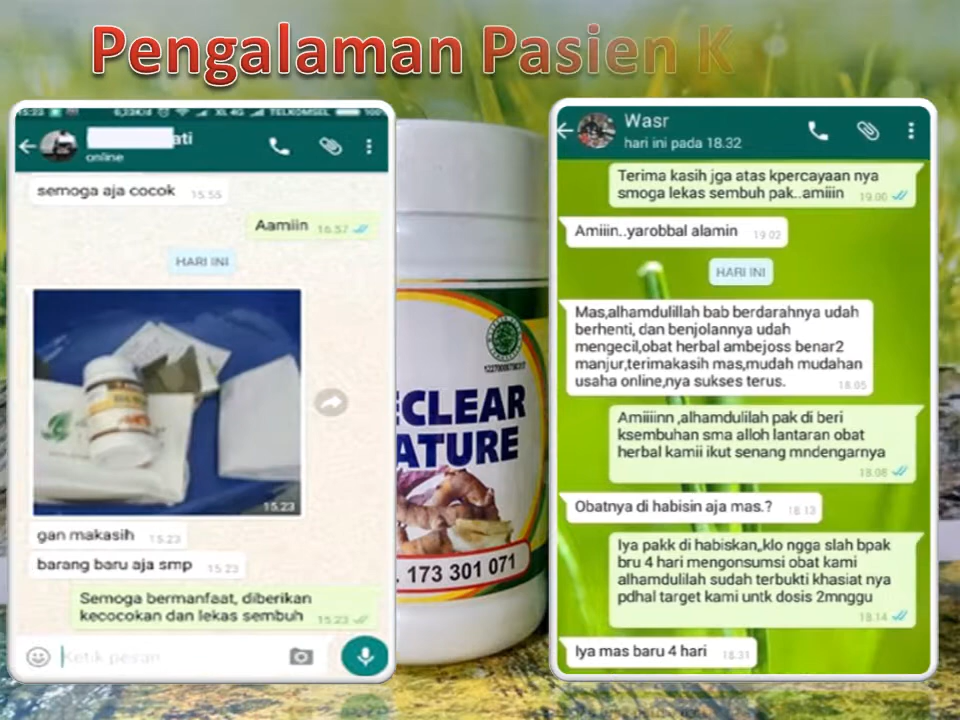 Pengalaman Pasien K
15:23
XL 4G
TELKOMSEL
ati
online
semoga aja cocok 15.55
Aamiin 16.57
HARI INI
15.23
gan makasih 15.23
barang baru aja smp 15.23
Semoga bermanfaat, diberikan
kecocokan dan lekas sembuh 15.23
Ketik pesan
ECLEAR
ATURE
. 173 301 071
Wasr
hari ini pada 18.32
Terima kasih jga atas kpercayaan nya
smoga lekas sembuh pak..amiiin 19.00
Amiiin..yarobbal alamin 19.02
HARI INI
Mas,alhamdulillah bab berdarahnya udah
berhenti, dan benjolannya udah
mengecil,obat herbal ambejoss benar2
manjur,terimakasih mas,mudah mudahan
usaha online,nya sukses terus. 18.05
Amiiiinn ,alhamdulilah pak di beri
ksembuhan sma alloh lantaran obat
herbal kamii ikut senang mndengarnya
18.08
Obatnya di habisin aja mas.? 18.13
Iya pakk di habiskan,,klo ngga slah bpak
bru 4 hari mengonsumsi obat kami
alhamdulilah sudah terbukti khasiat nya
pdhal target kami untk dosis 2mnggu
18.14
Iya mas baru 4 hari 18.31